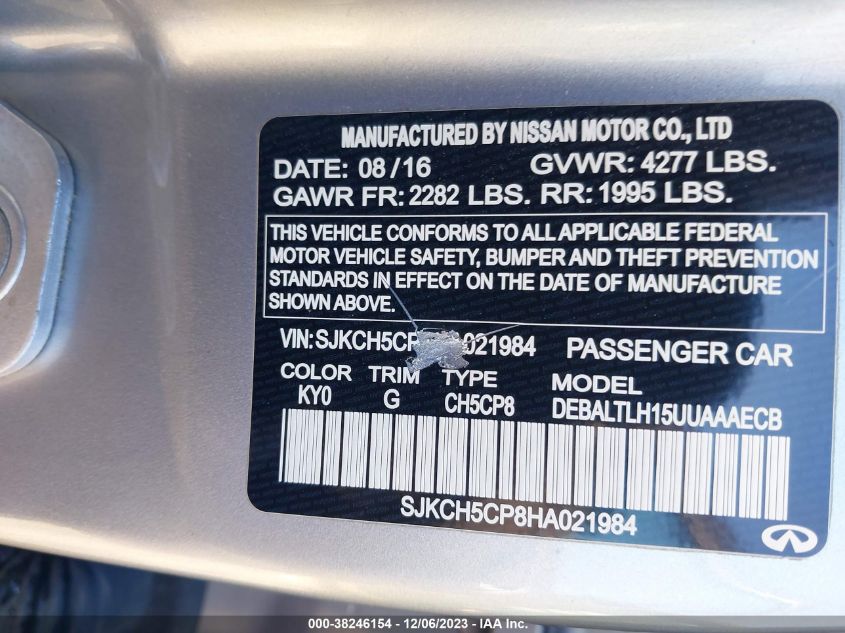 MANUFACTURED BY NISSAN MOTOR CO., LTD
DATE: 08/16 GVWR: 4277 LBS.
GAWR FR: 2282 LBS. RR: 1995 LBS.
THIS VEHICLE CONFORMS TO ALL APPLICABLE FEDERAL
MOTOR VEHICLE SAFETY, BUMPER AND THEFT PREVENTION
STANDARDS IN EFFECT ON THE DATE OF MANUFACTURE
SHOWN ABOVE.
VIN: SJKCH5CP A021984 PASSENGER CAR
COLOR TRIM TYPE MODEL
KY0 G CH5CP8 DEBALTLH15UUAAAECB
SJKCH5CP8HA021984
000-38246154 - 12/06/2023 - IAA Inc.